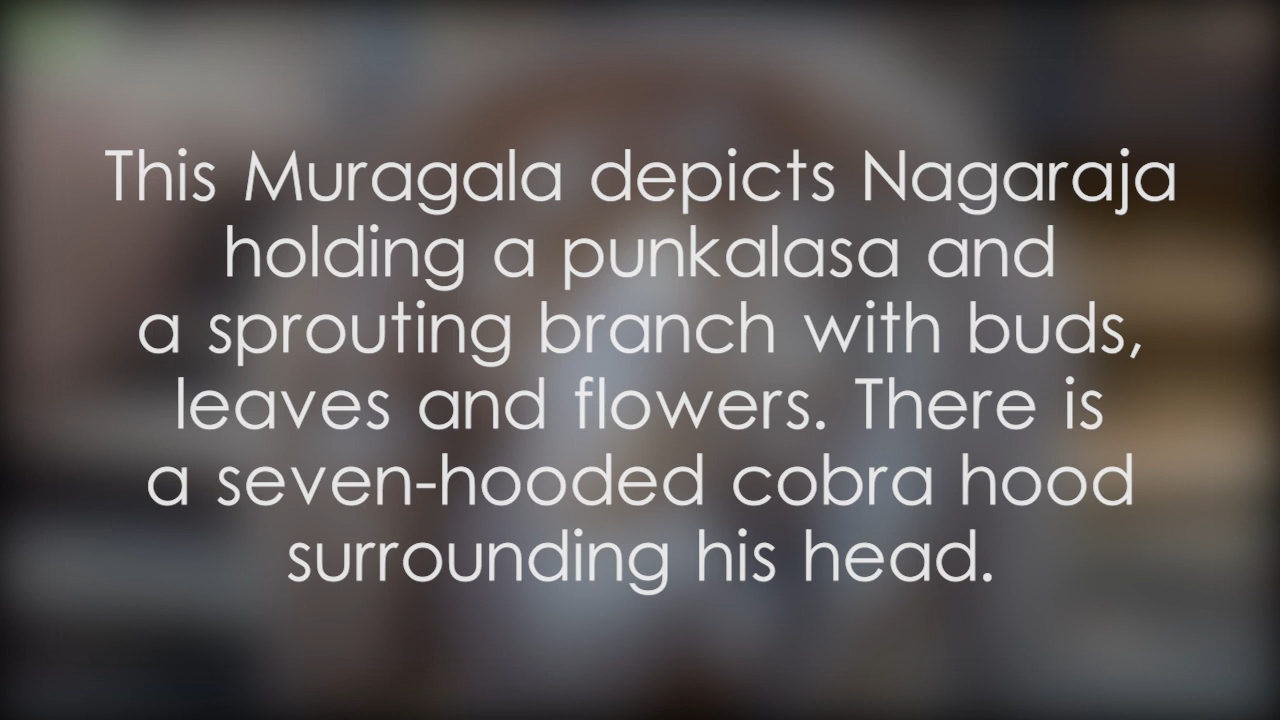 This Muragala depicts Nagaraja
holding a punkalasa and
a sprouting branch with buds,
leaves and flowers. There is
a seven-hooded cobra hood
surrounding his head.